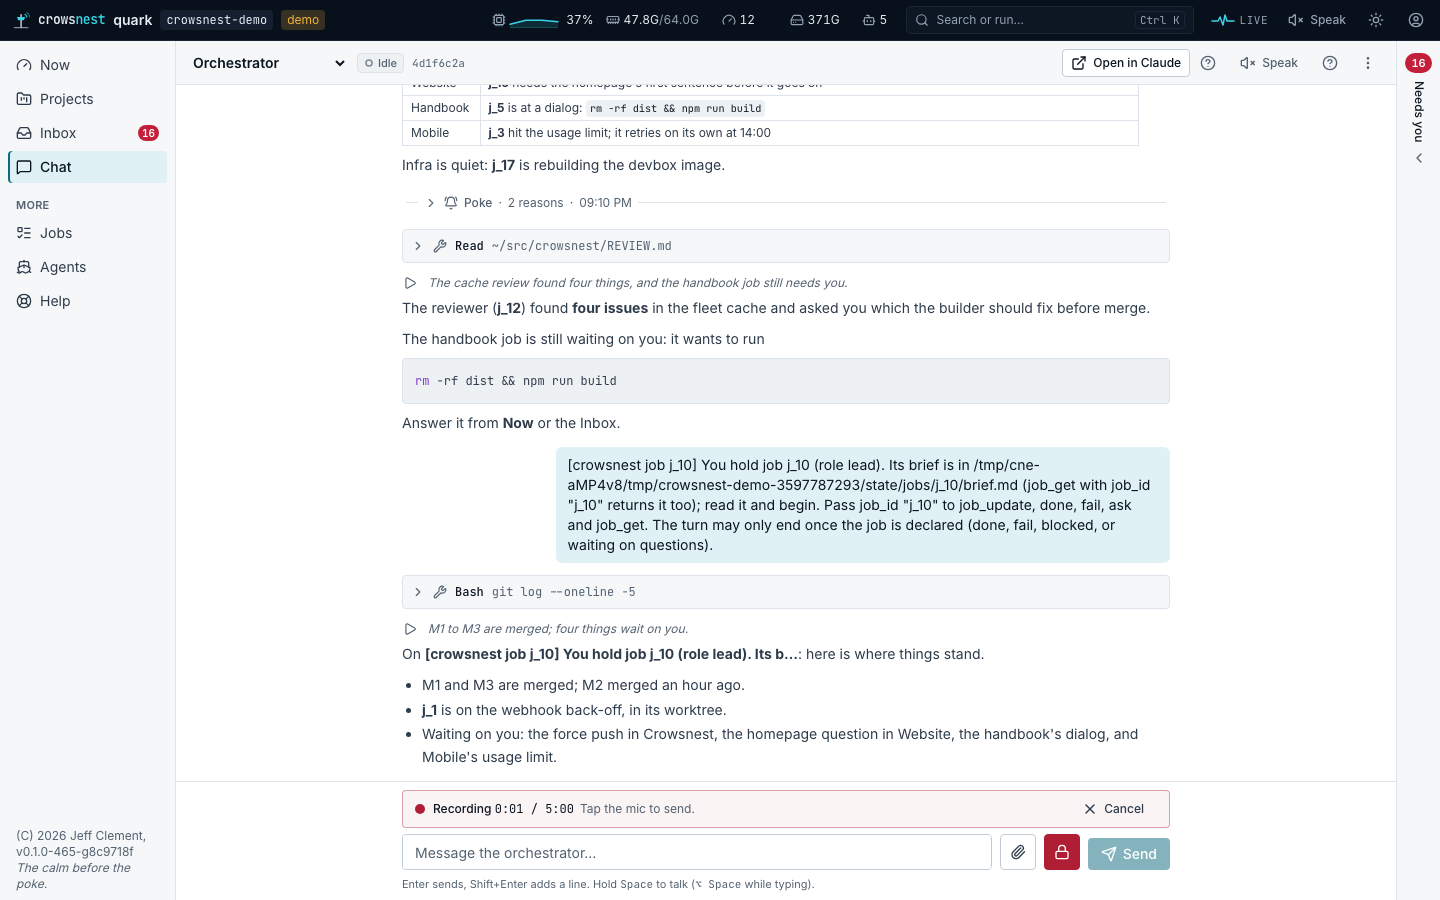 crowsnest quark crowsnest-demo demo 37% 47.8G/64.0G 12 371G 5 Search or run... Ctrl K LIVE Speak
Now
Projects
Inbox 16
Chat
MORE
Jobs
Agents
Help
(C) 2026 Jeff Clement,
v0.1.0-465-g8c9718f
The calm before the
poke.
Orchestrator Idle 4d1f6c2a Open in Claude Speak
Handbook j_5 is at a dialog: rm -rf dist && npm run build
Mobile j_3 hit the usage limit; it retries on its own at 14:00
Infra is quiet: j_17 is rebuilding the devbox image.
Poke · 2 reasons · 09:10 PM
Read ~/src/crowsnest/REVIEW.md
The cache review found four things, and the handbook job still needs you.
The reviewer (j_12) found four issues in the fleet cache and asked you which the builder should fix before merge.
The handbook job is still waiting on you: it wants to run
rm -rf dist && npm run build
Answer it from Now or the Inbox.
[crowsnest job j_10] You hold job j_10 (role lead). Its brief is in /tmp/cne-
aMP4v8/tmp/crowsnest-demo-3597787293/state/jobs/j_10/brief.md (job_get with job_id
"j_10" returns it too); read it and begin. Pass job_id "j_10" to job_update, done, fail, ask
and job_get. The turn may only end once the job is declared (done, fail, blocked, or
waiting on questions).
Bash git log --oneline -5
M1 to M3 are merged; four things wait on you.
On [crowsnest job j_10] You hold job j_10 (role lead). Its b...: here is where things stand.
• M1 and M3 are merged; M2 merged an hour ago.
• j_1 is on the webhook back-off, in its worktree.
• Waiting on you: the force push in Crowsnest, the homepage question in Website, the handbook's dialog, and
Mobile's usage limit.
Recording 0:01 / 5:00 Tap the mic to send. Cancel
Message the orchestrator... Send
Enter sends, Shift+Enter adds a line. Hold Space to talk (⌥ Space while typing).
16
Needs you